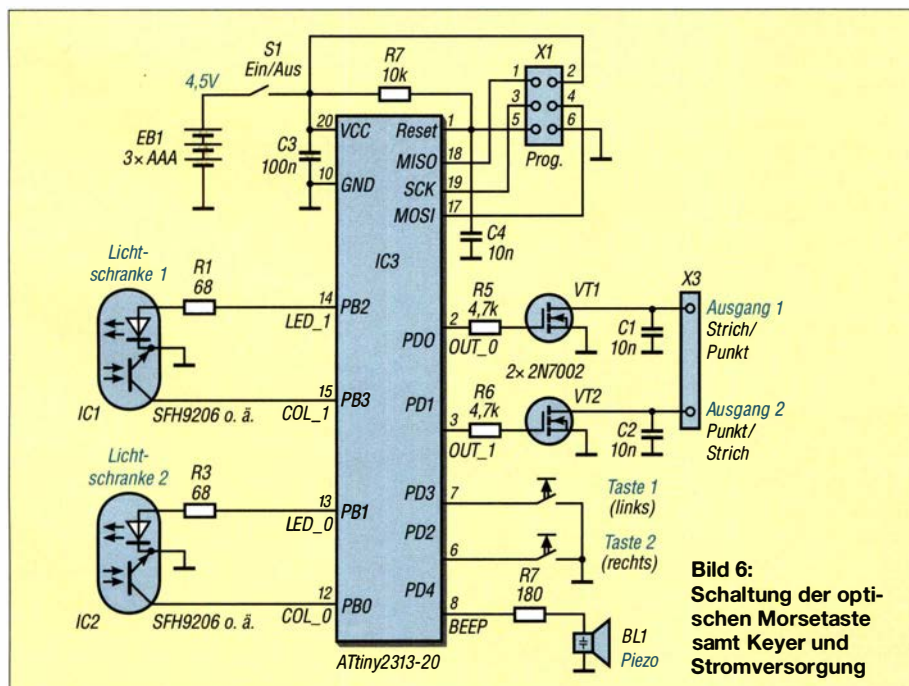 S1
Ein/Aus
4,5V
R7
10k
X1
1
2
3
4
5
6
Prog.
EB1
3× AAA
C3
100n
20
VCC
10
GND
Reset
1
MISO
18
SCK
19
MOSI
17
C4
10n
IC3
Licht-
schranke 1
R1
68
14
PB2
LED_1
15
PB3
COL_1
IC1
SFH9206 o. ä.
Licht-
schranke 2
R3
68
13
PB1
LED_0
12
PB0
COL_0
IC2
SFH9206 o. ä.
ATtiny2313-20
PD0
2
R5
4,7k
OUT_0
VT1
2× 2N7002
C1
10n
X3
Ausgang 1
Strich/
Punkt
PD1
3
R6
4,7k
OUT_1
VT2
C2
10n
Ausgang 2
Punkt/
Strich
PD3
7
Taste 1
(links)
PD2
6
Taste 2
(rechts)
PD4
8
BEEP
R7
180
BL1
Piezo
Bild 6:
Schaltung der opti-
schen Morsetaste
samt Keyer und
Stromversorgung